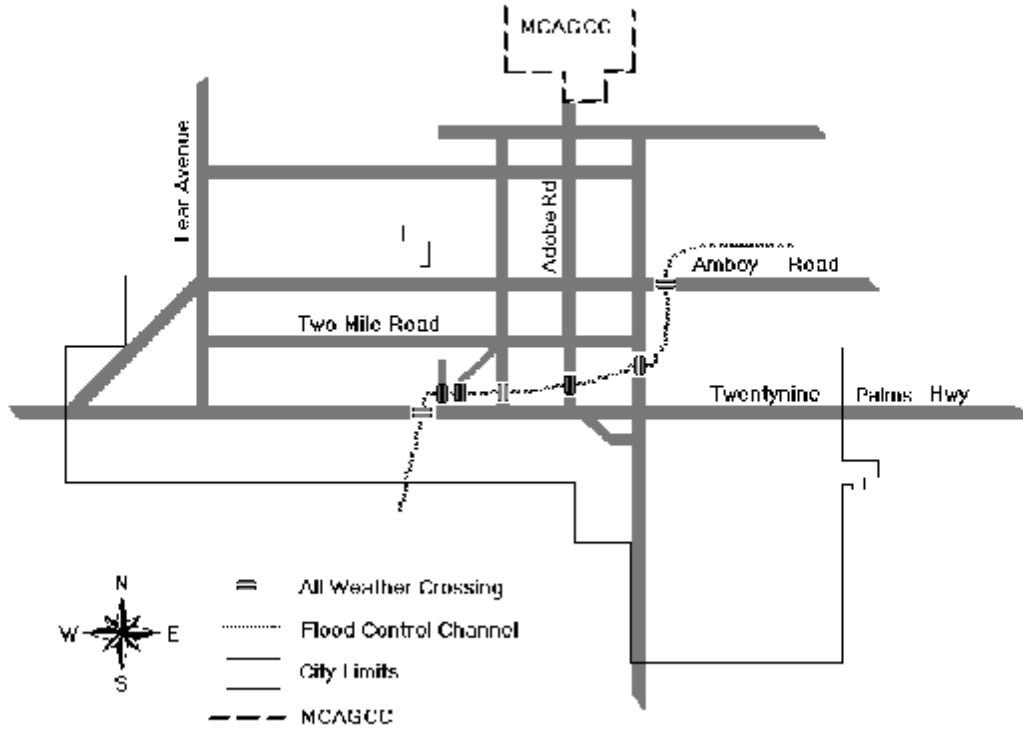 MCAGCC
Lear Avenue
Adobe Rd
Amboy Road
Two Mile Road
Twentynine Palms Hwy
N
W E
S
All Weather Crossing
Flood Control Channel
City Limits
MCAGCC